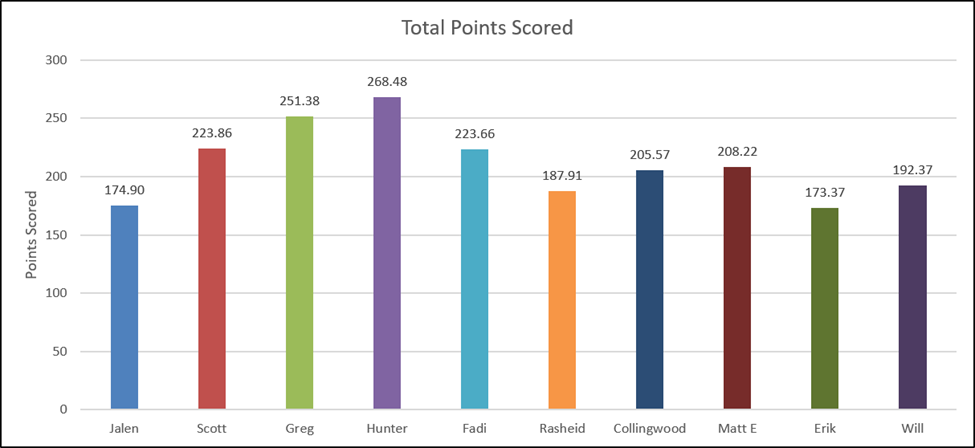 Total Points Scored
Points Scored
300
250
200
150
100
50
0
174.90
223.86
251.38
268.48
223.66
187.91
205.57
208.22
173.37
192.37
Jalen
Scott
Greg
Hunter
Fadi
Rasheid
Collingwood
Matt E
Erik
Will